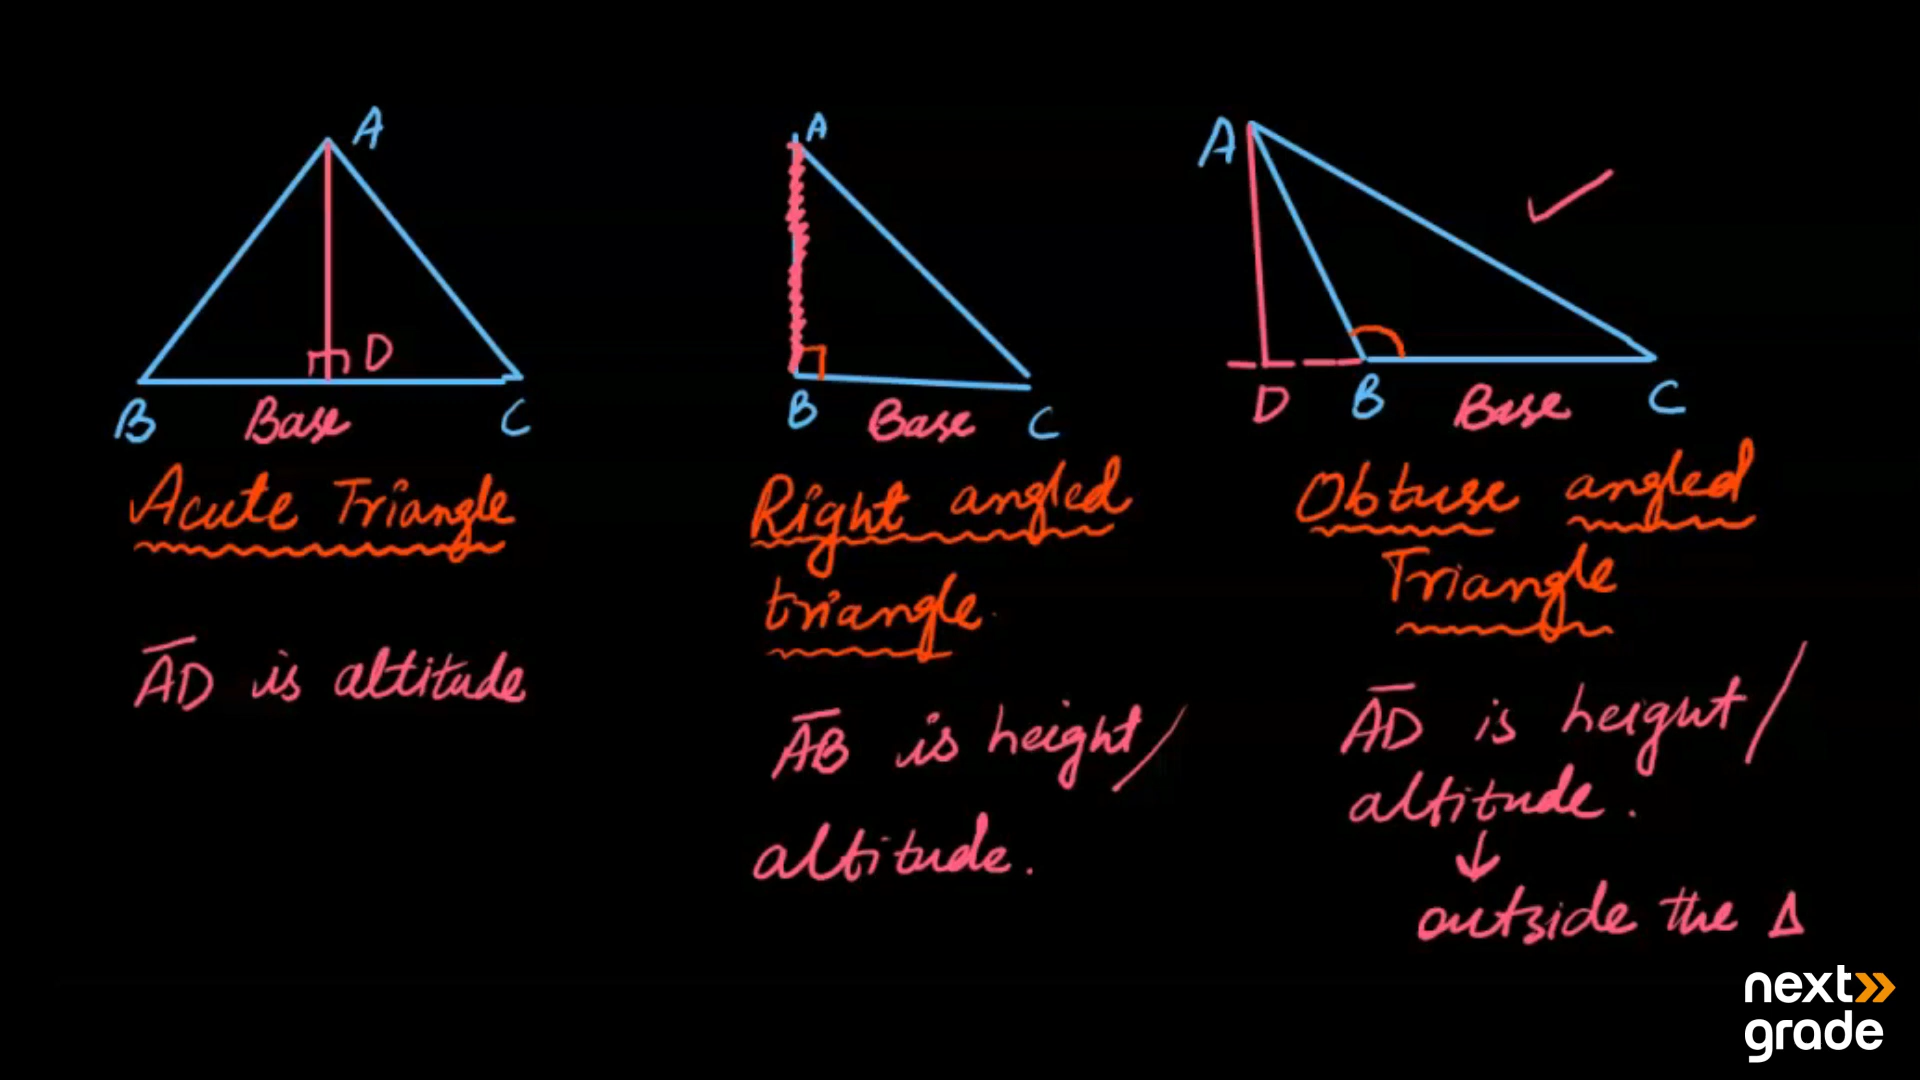 A
B
D
Base
C
Acute Triangle
AD is altitude
A
B
Base
C
Right angled
triangle.
AB is height/
altitude.
A
D
B
Base
C
Obtuse angled
Triangle
AD is height/
altitude.
↓
outside the Δ
next»
grade